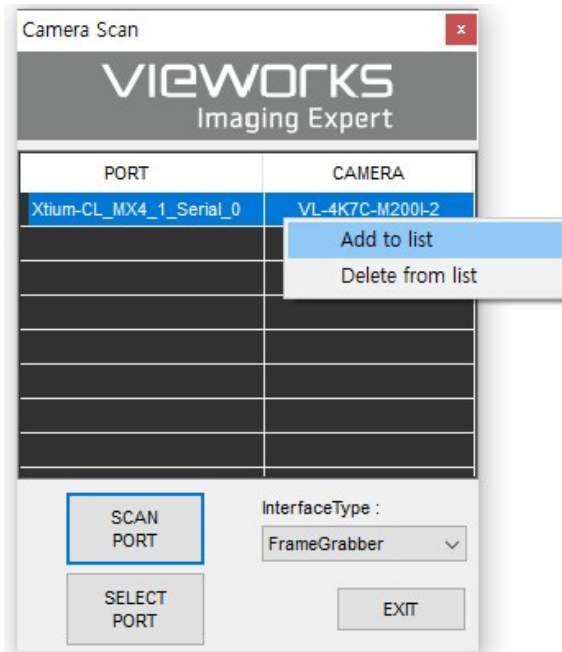 Camera Scan
x
VIEWORKS
Imaging Expert
PORT CAMERA
Xtium-CL_MX4_1_Serial_0 VL-4K7C-M200I-2
Add to list
Delete from list
SCAN
PORT
InterfaceType :
FrameGrabber
SELECT
PORT
EXIT